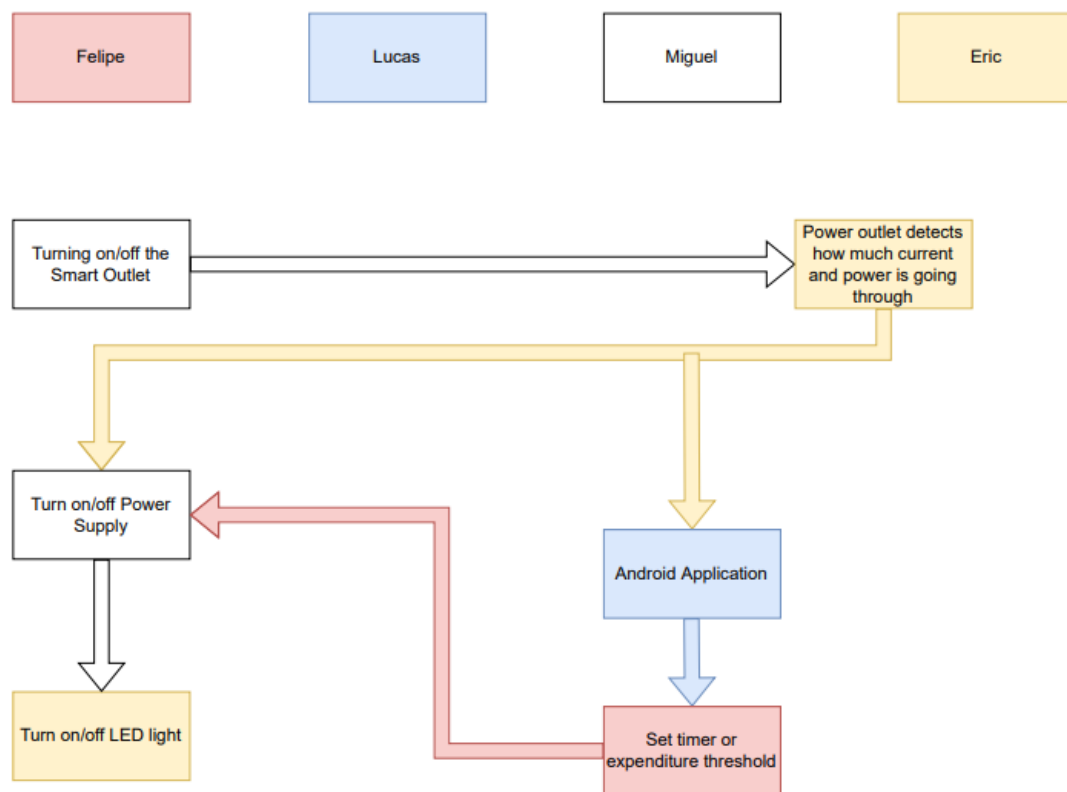 Felipe
Lucas
Miguel
Eric
Turning on/off the
Smart Outlet
Power outlet detects
how much current
and power is going
through
Turn on/off Power
Supply
Android Application
Turn on/off LED light
Set timer or
expenditure threshold